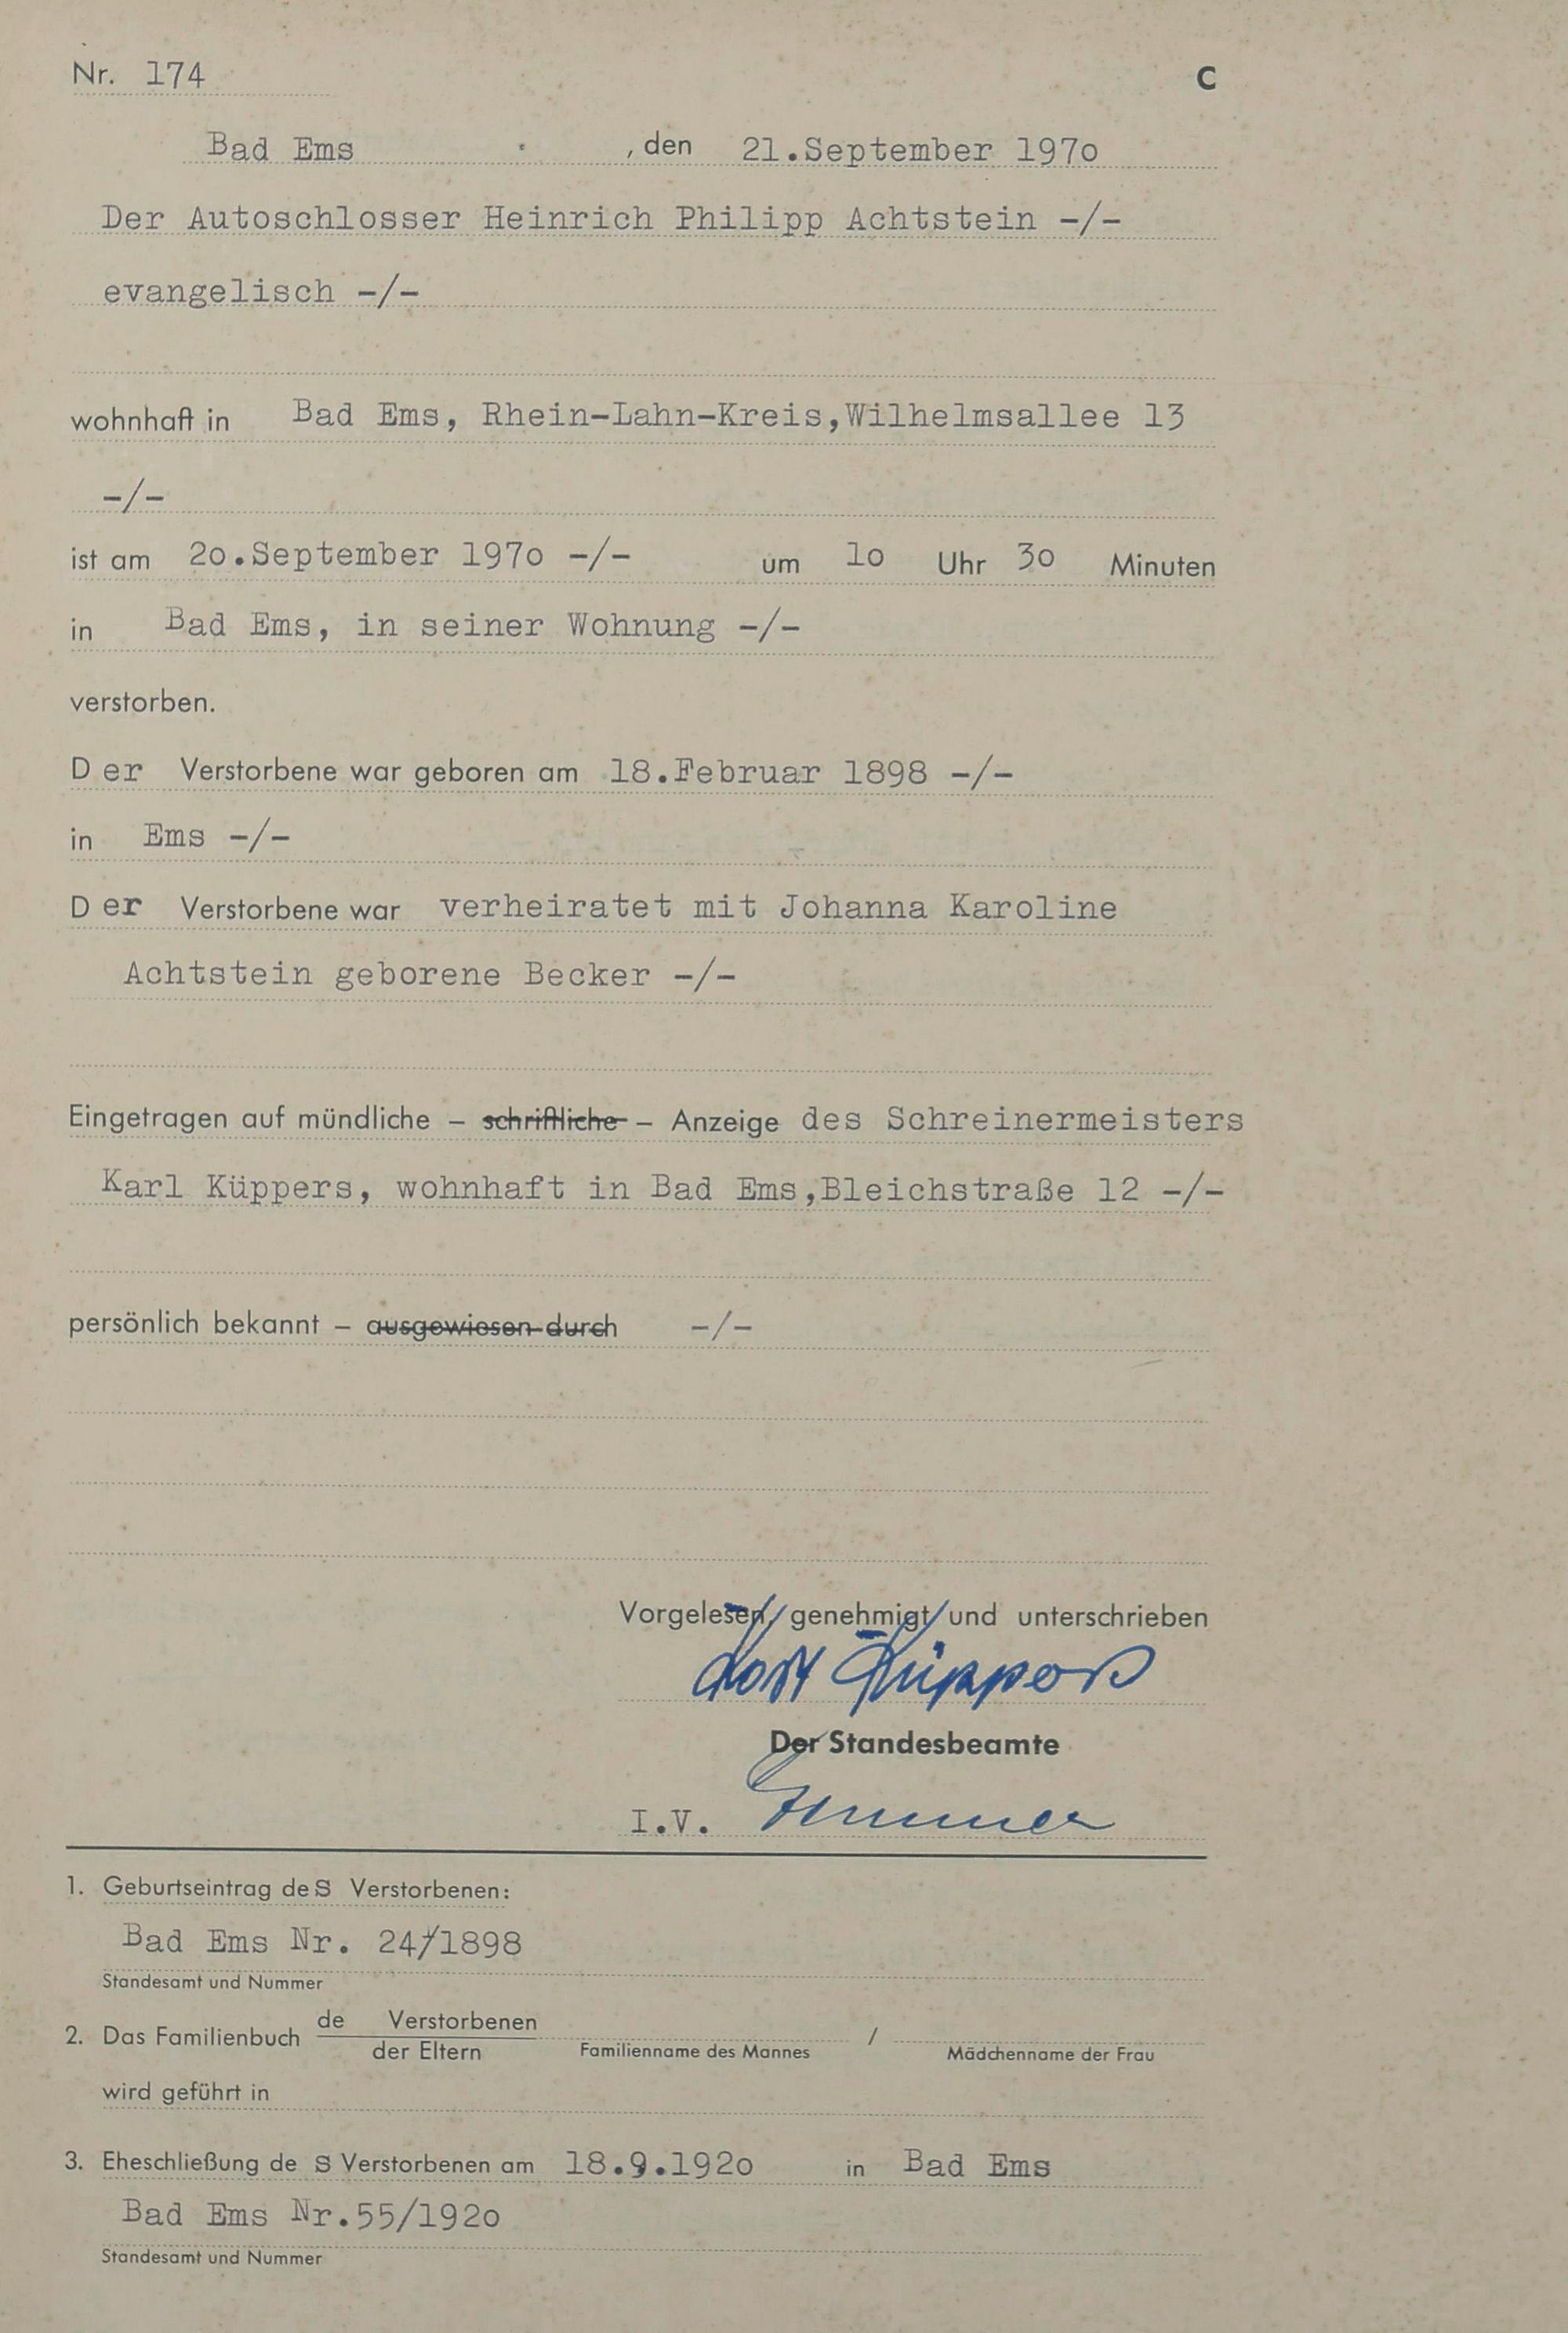 Nr. 174 C
Bad Ems , den 21.September 197o
Der Autoschlosser Heinrich Philipp Achtstein -/-
evangelisch -/-
wohnhaft in Bad Ems, Rhein-Lahn-Kreis,Wilhelmsallee 13
-/-
ist am 2o.September 197o -/- um lo Uhr 3o Minuten
in Bad Ems, in seiner Wohnung -/-
verstorben.
D er Verstorbene war geboren am 18.Februar 1898 -/-
in Ems -/-
D er Verstorbene war verheiratet mit Johanna Karoline
Achtstein geborene Becker -/-
Eingetragen auf mündliche – schriftliche – Anzeige des Schreinermeisters
Karl Küppers, wohnhaft in Bad Ems,Bleichstraße 12 -/-
persönlich bekannt – ausgewiesen durch -/-
Vorgelesen, genehmigt und unterschrieben
Karl Küppers
Der Standesbeamte
I.V.
1. Geburtseintrag de S Verstorbenen:
Bad Ems Nr. 24/1898
Standesamt und Nummer
2. Das Familienbuch de Verstorbenen
der Eltern Familienname des Mannes / Mädchenname der Frau
wird geführt in
3. Eheschließung de S Verstorbenen am 18.9.192o in Bad Ems
Bad Ems Nr.55/192o
Standesamt und Nummer